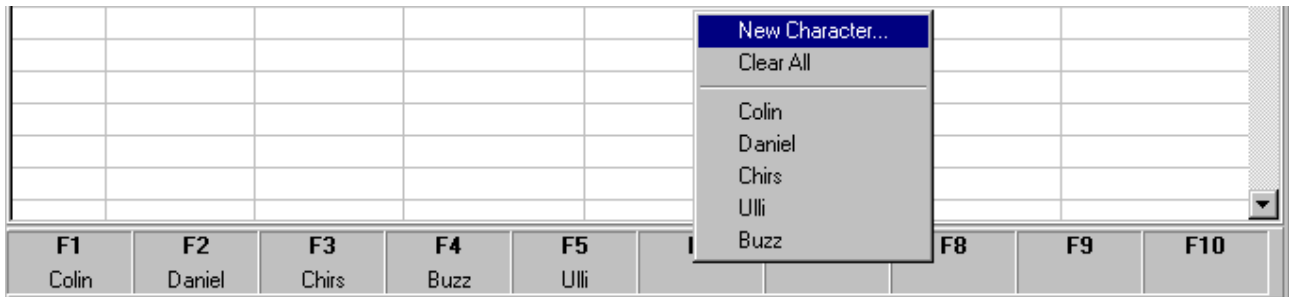 New Character...
Clear All
Colin
Daniel
Chirs
Ulli
Buzz
F1 F2 F3 F4 F5 F8 F9 F10
Colin Daniel Chirs Buzz Ulli